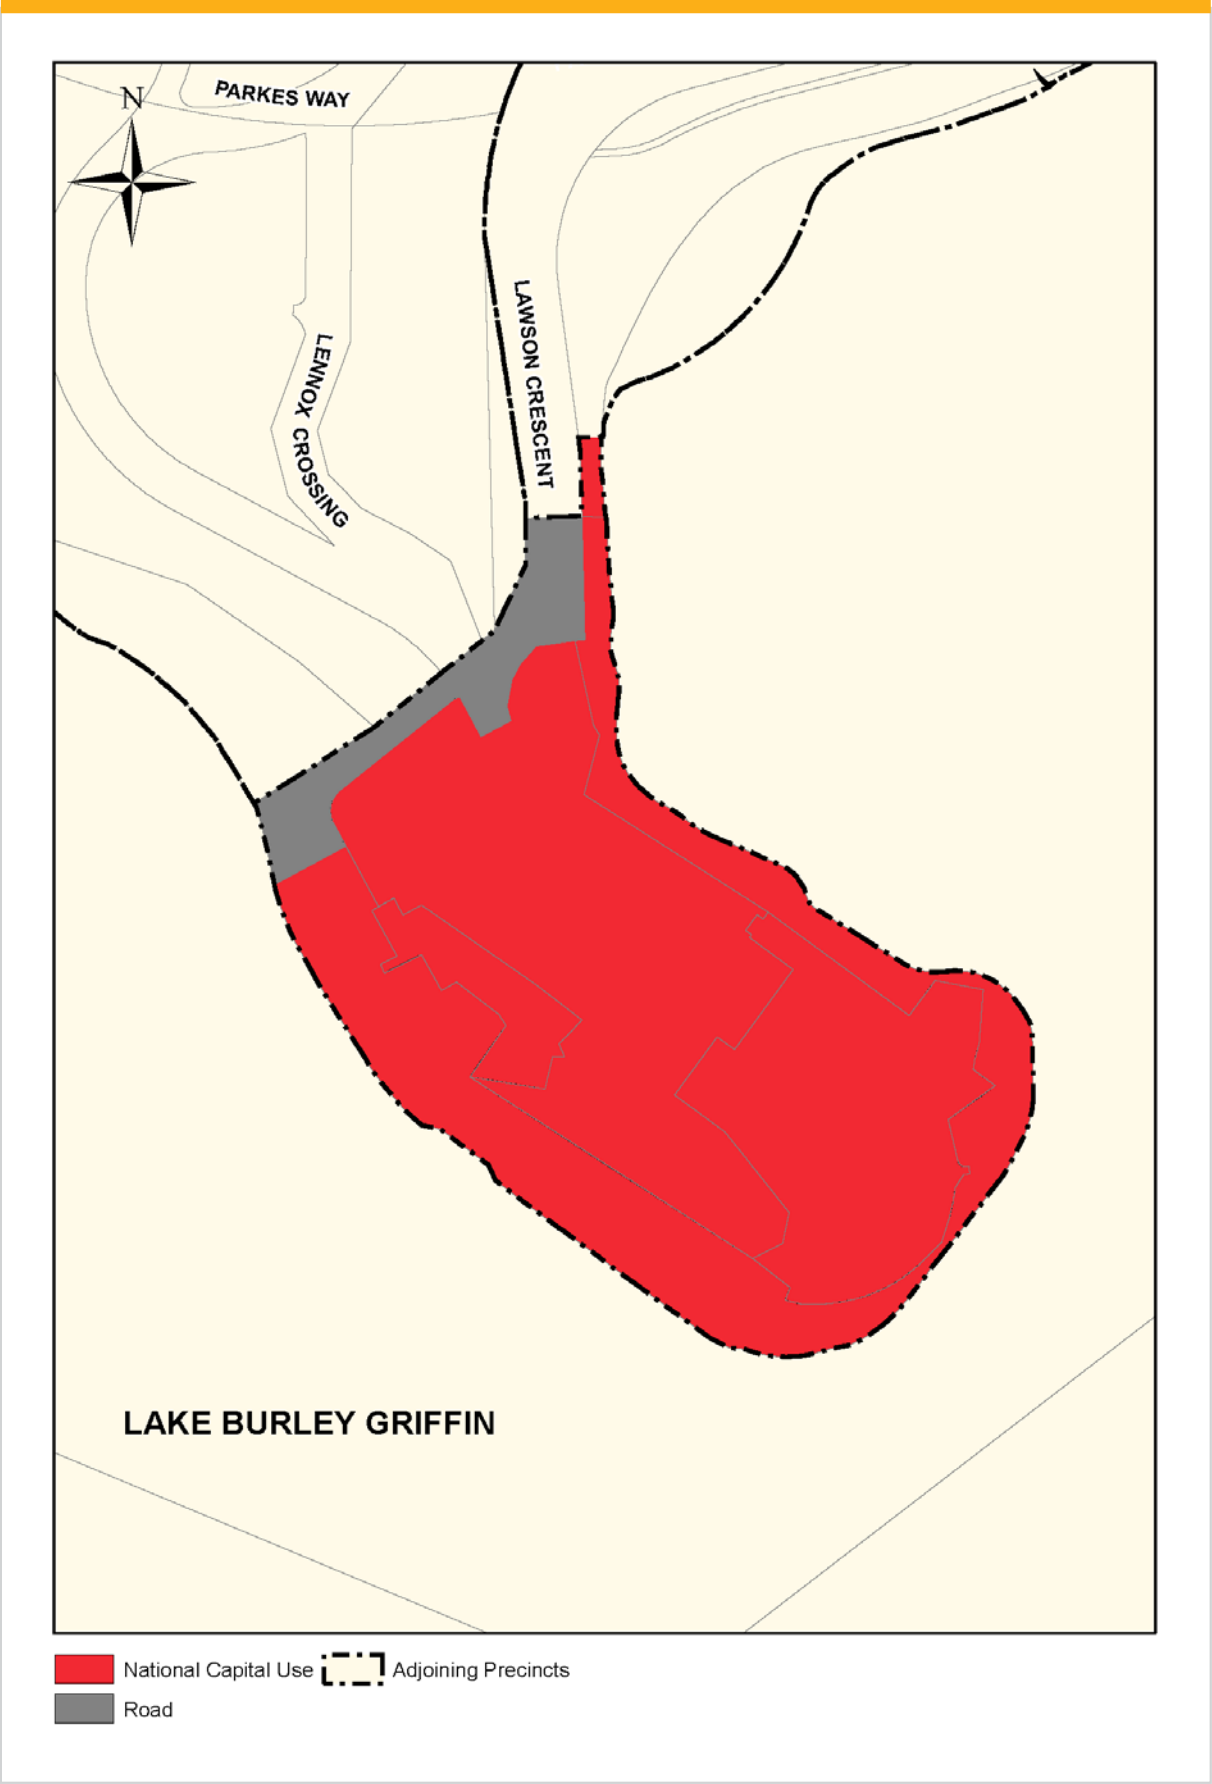 N
PARKES WAY
LAWSON CRESCENT
LENNOX CROSSING
LAKE BURLEY GRIFFIN
National Capital Use
Adjoining Precincts
Road